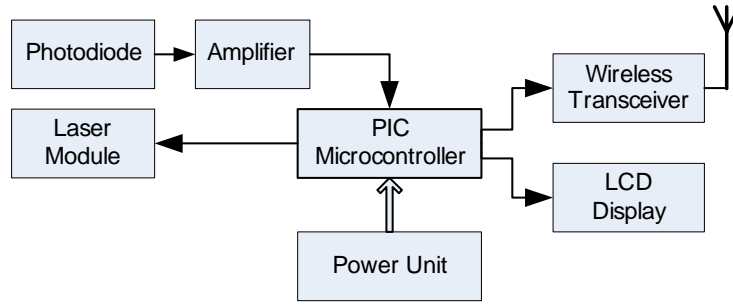 Photodiode
Amplifier
Wireless
Transceiver
Laser
Module
PIC
Microcontroller
LCD
Display
Power Unit